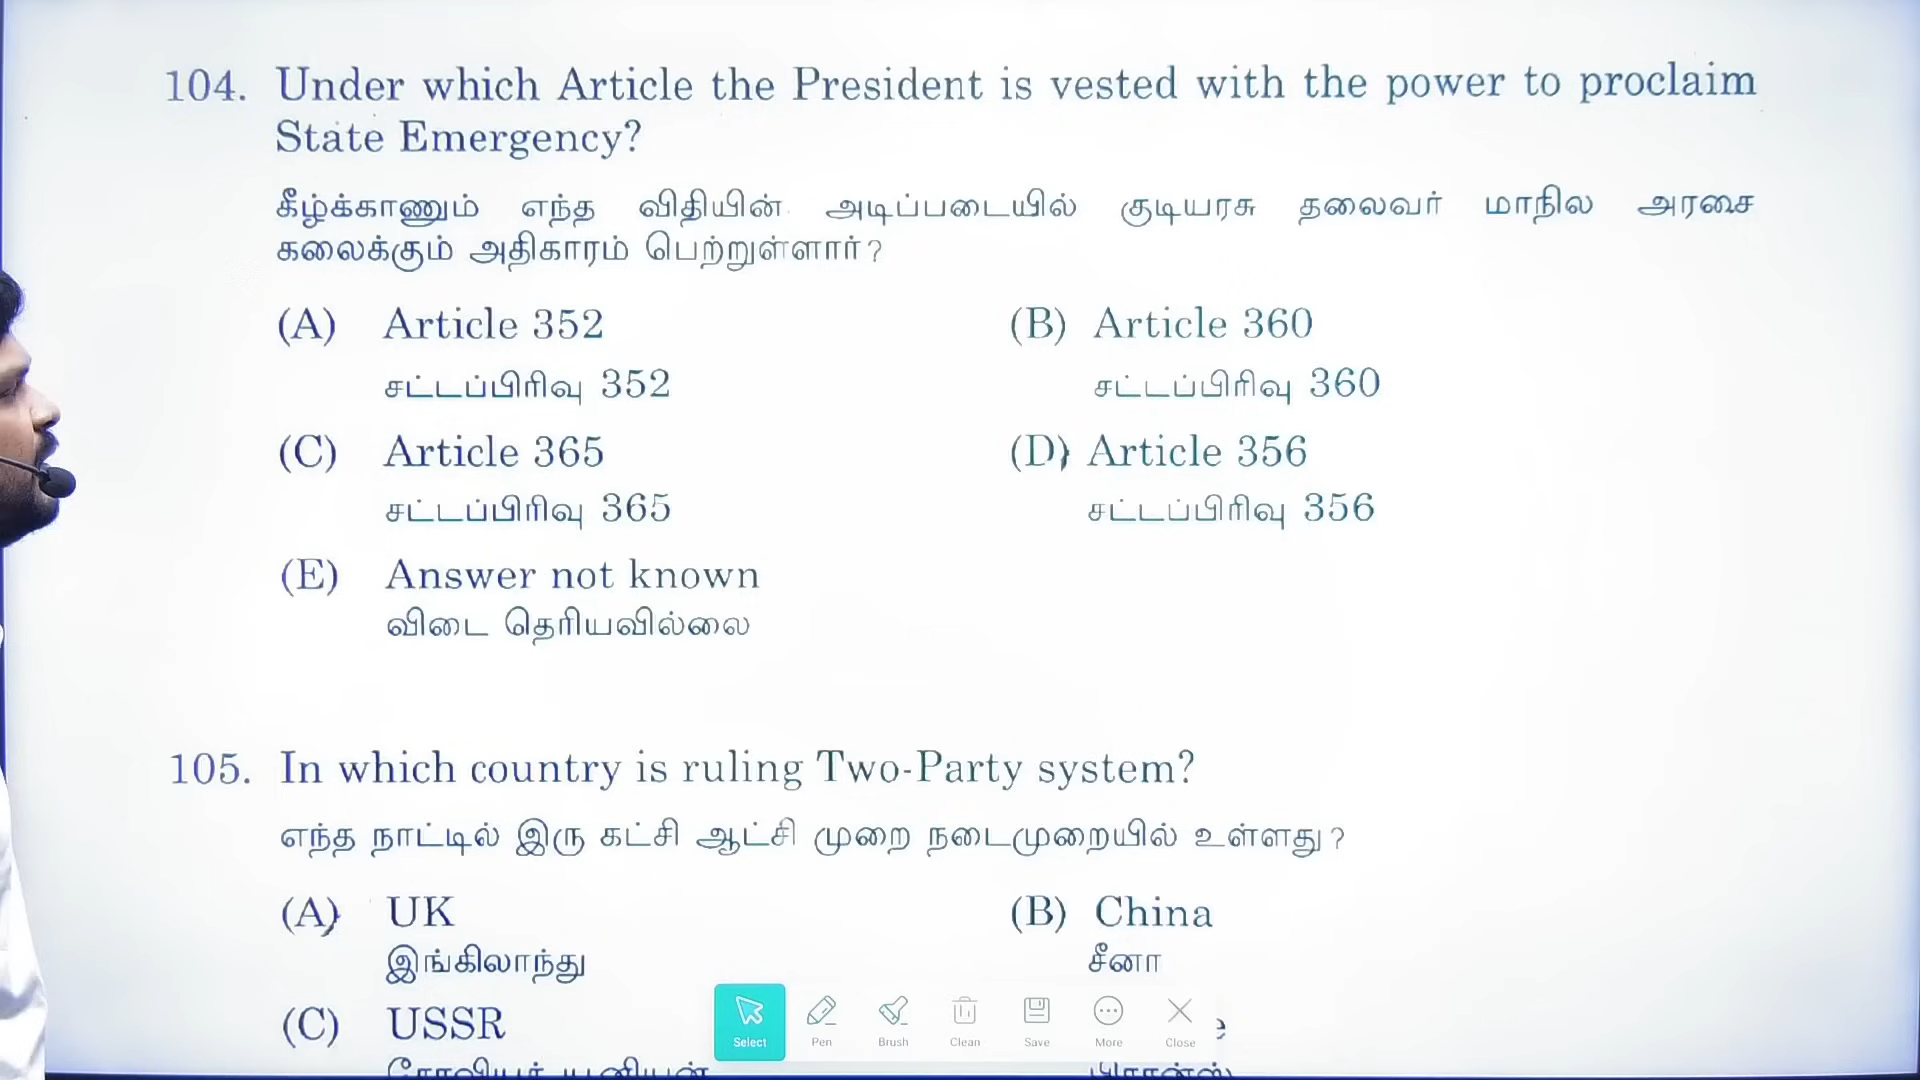 104. Under which Article the President is vested with the power to proclaim
State Emergency?
கீழ்க்காணும் எந்த விதியின் அடிப்படையில் குடியரசு தலைவர் மாநில அரசை
கலைக்கும் அதிகாரம் பெற்றுள்ளார்?
(A) Article 352 (B) Article 360
சட்டப்பிரிவு 352 சட்டப்பிரிவு 360
(C) Article 365 (D) Article 356
சட்டப்பிரிவு 365 சட்டப்பிரிவு 356
(E) Answer not known
விடை தெரியவில்லை
105. In which country is ruling Two-Party system?
எந்த நாட்டில் இரு கட்சி ஆட்சி முறை நடைமுறையில் உள்ளது?
(A) UK (B) China
இங்கிலாந்து சீனா
(C) USSR
Select Pen Brush Clean Save More Close